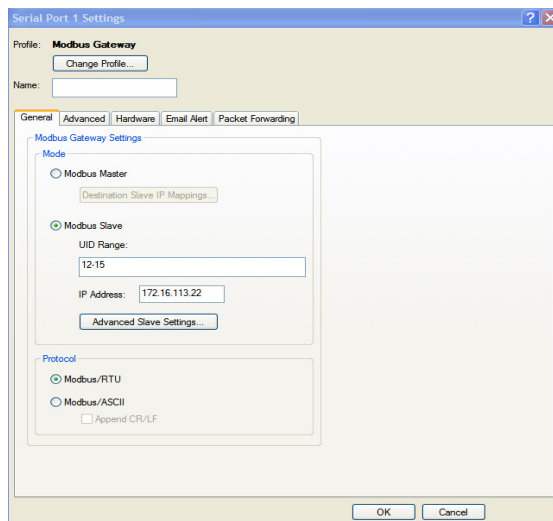 Serial Port 1 Settings
Profile: Modbus Gateway
Change Profile...
Name:
General Advanced Hardware Email Alert Packet Forwarding
Modbus Gateway Settings
Mode
Modbus Master
Destination Slave IP Mappings...
Modbus Slave
UID Range:
12-15
IP Address: 172.16.113.22
Advanced Slave Settings...
Protocol
Modbus/RTU
Modbus/ASCII
Append CR/LF
OK Cancel